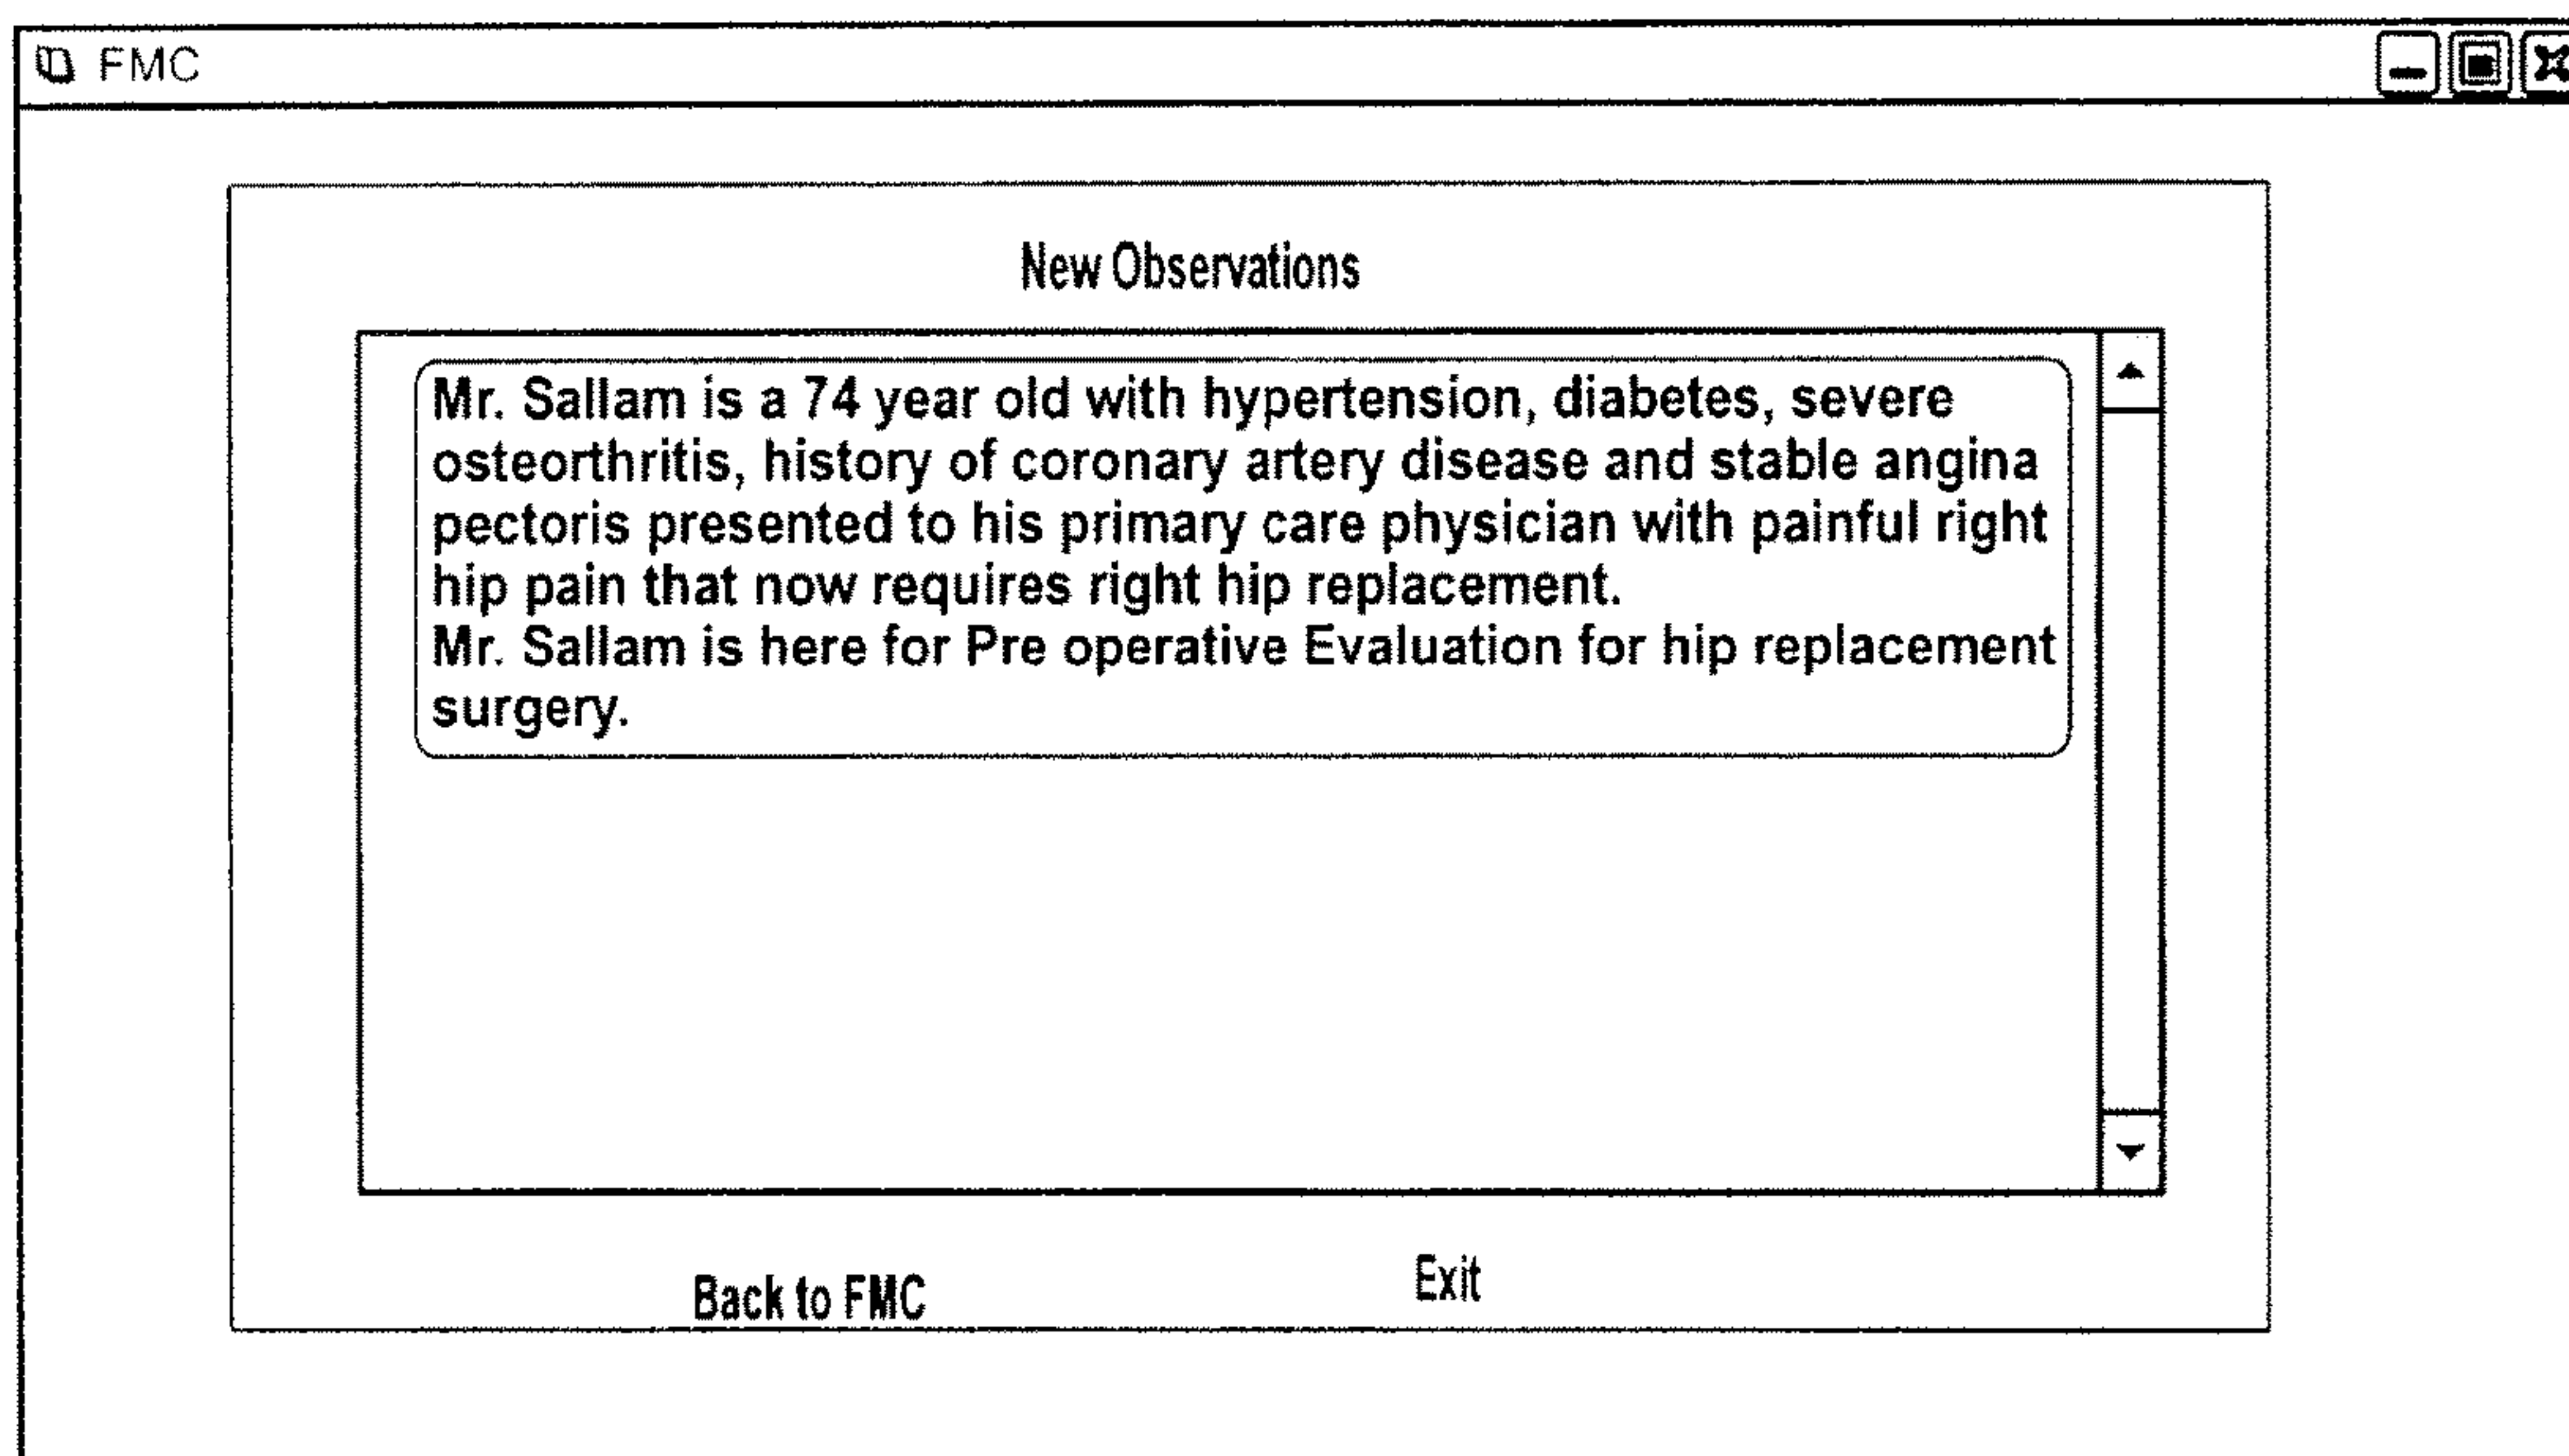 FMC
New Observations
Mr. Sallam is a 74 year old with hypertension, diabetes, severe
osteorthritis, history of coronary artery disease and stable angina
pectoris presented to his primary care physician with painful right
hip pain that now requires right hip replacement.
Mr. Sallam is here for Pre operative Evaluation for hip replacement
surgery.
Back to FMC
Exit